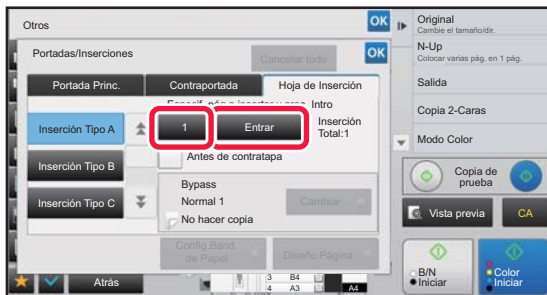 Otros
OK
Portadas/Inserciones
Cancelar todo
OK
Portada Princ.
Contraportada
Hoja de Inserción
Intro
Inserción Tipo A
1
Entrar
Inserción
Total:1
Antes de contratapa
Inserción Tipo B
Bypass
Normal 1
Cambiar
No hacer copia
Inserción Tipo C
Config Band.
de Papel
Diseño Página
Atrás
3 B4
4 A3
A4
Original
Cambie el tamaño/dir.
N-Up
Colocar varias pág. en 1 pág.
Salida
Copia 2-Caras
Modo Color
Copia de
prueba
Vista previa
CA
B/N
Iniciar
Color
Iniciar